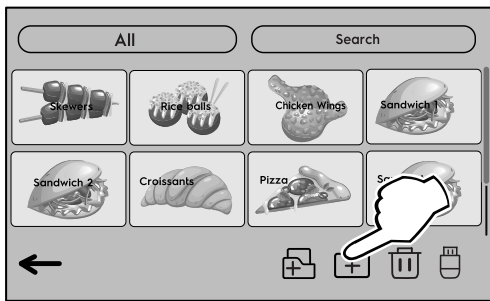 All
Search
Skewers
Rice balls
Chicken Wings
Sandwich 1
Sandwich 2
Croissants
Pizza